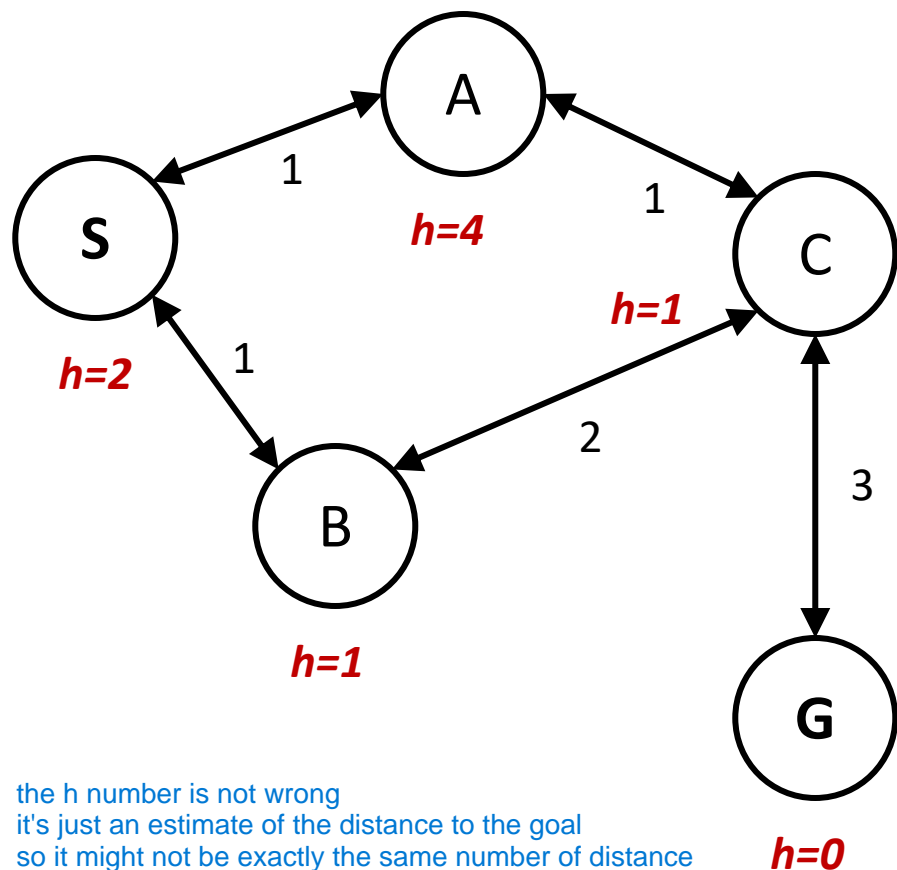 A
1
1
S
h=4
C
h=1
1
h=2
2
3
B
h=1
G
the h number is not wrong
it's just an estimate of the distance to the goal
so it might not be exactly the same number of distance
h=0